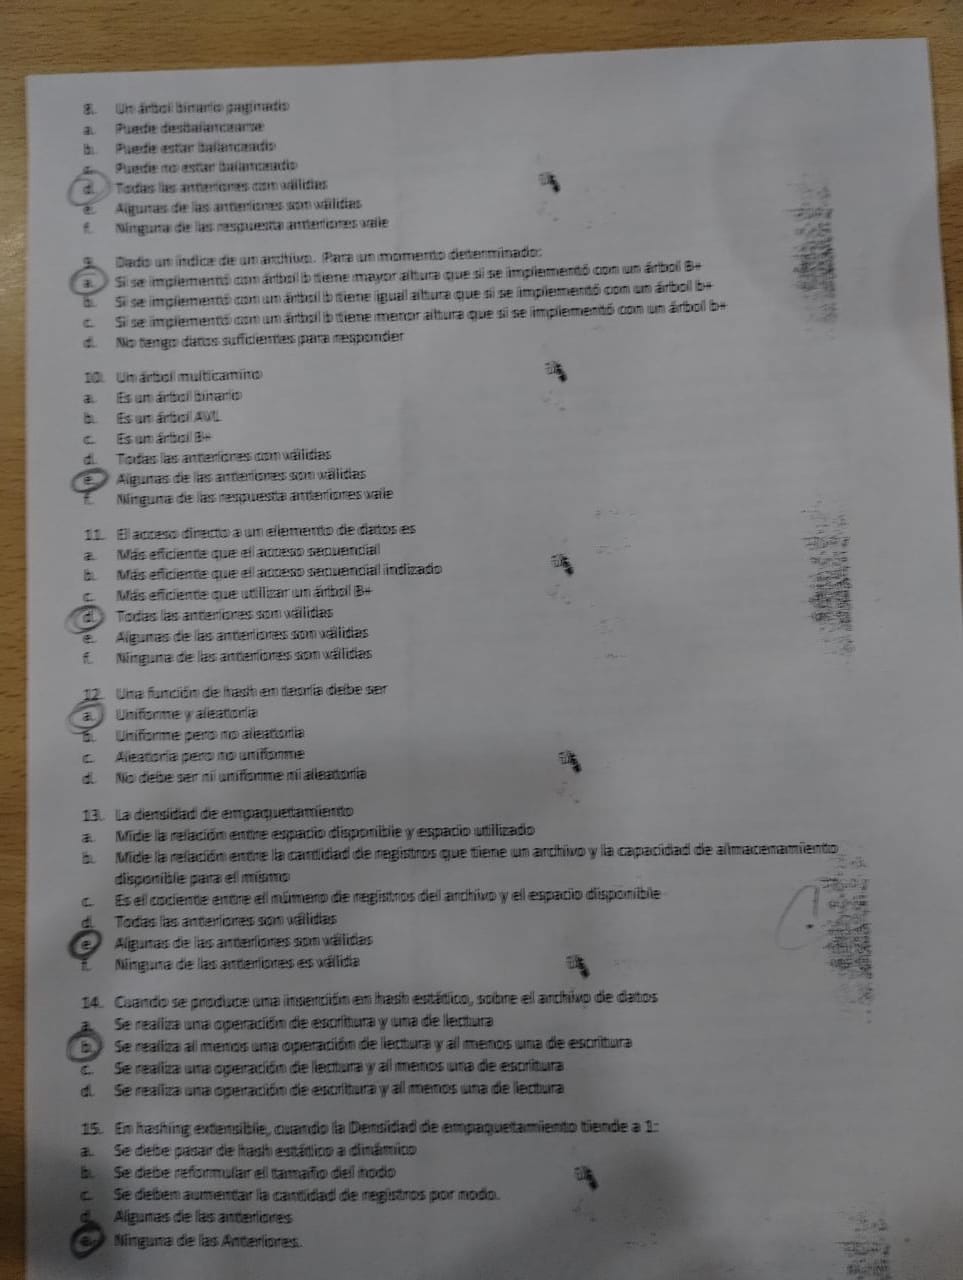 8. Un árbol binario paginado
a. Puede desbalancearse
b. Puede estar balanceado
c. Puede no estar balanceado
d. Todas las anteriores con válidas
e. Algunas de las anteriores son válidas
f. Ninguna de las respuesta anteriores vale
9. Dado un índice de un archivo. Para un momento determinado:
a. Si se implementó con árbol b tiene mayor altura que si se implementó con un árbol B+
b. Si se implementó con un árbol b tiene igual altura que si se implementó con un árbol b+
c. Si se implementó con un árbol b tiene menor altura que si se implementó con un árbol b+
d. No tengo datos suficientes para responder
10. Un árbol multicamino
a. Es un árbol binario
b. Es un árbol AVL
c. Es un árbol B+
d. Todas las anteriores con válidas
e. Algunas de las anteriores son válidas
f. Ninguna de las respuesta anteriores vale
11. El acceso directo a un elemento de datos es
a. Más eficiente que el acceso secuencial
b. Más eficiente que el acceso secuencial indizado
c. Más eficiente que utilizar un árbol B+
d. Todas las anteriores son válidas
e. Algunas de las anteriores son válidas
f. Ninguna de las anteriores son válidas
12. Una función de hash en teoría debe ser
a. Uniforme y aleatoria
b. Uniforme pero no aleatoria
c. Aleatoria pero no uniforme
d. No debe ser ni uniforme ni aleatoria
13. La densidad de empaquetamiento
a. Mide la relación entre espacio disponible y espacio utilizado
b. Mide la relación entre la cantidad de registros que tiene un archivo y la capacidad de almacenamiento
disponible para el mismo
c. Es el cociente entre el número de registros del archivo y el espacio disponible
d. Todas las anteriores son válidas
e. Algunas de las anteriores son válidas
f. Ninguna de las anteriores es válida
14. Cuando se produce una inserción en hash estático, sobre el archivo de datos
a. Se realiza una operación de escritura y una de lectura
b. Se realiza al menos una operación de lectura y al menos una de escritura
c. Se realiza una operación de lectura y al menos una de escritura
d. Se realiza una operación de escritura y al menos una de lectura
15. En hashing extensible, cuando la Densidad de empaquetamiento tiende a 1:
a. Se debe pasar de hash estático a dinámico
b. Se debe reformular el tamaño del nodo
c. Se deben aumentar la cantidad de registros por nodo.
d. Algunas de las anteriores
e. Ninguna de las Anteriores.